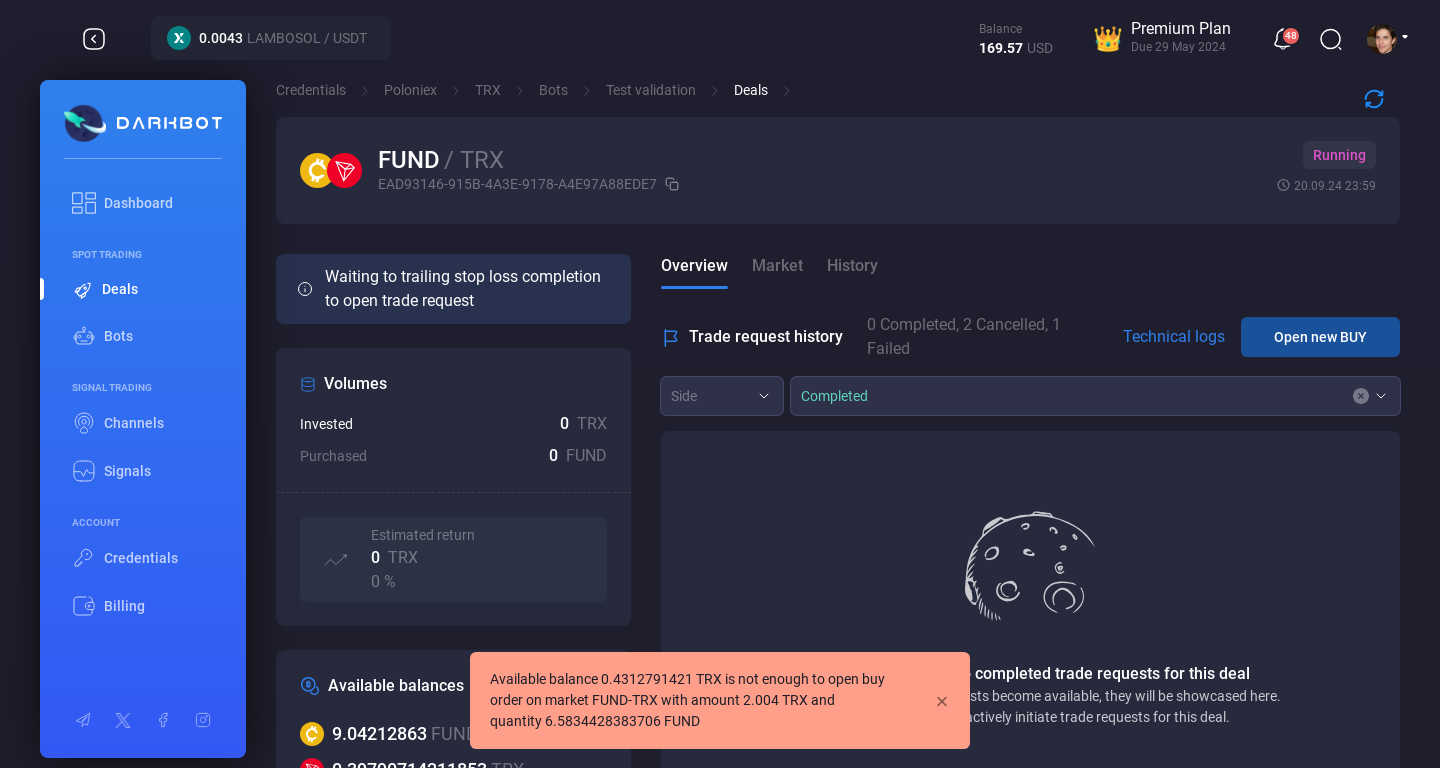 0.0043 LAMBOSOL / USDT
Balance
169.57 USD
Premium Plan
Due 29 May 2024
48
DARKBOT
Dashboard
SPOT TRADING
Deals
Bots
SIGNAL TRADING
Channels
Signals
ACCOUNT
Credentials
Billing
Credentials
Poloniex
TRX
Bots
Test validation
Deals
FUND / TRX
EAD93146-915B-4A3E-9178-A4E97A88EDE7
Running
20.09.24 23:59
Waiting to trailing stop loss completion
to open trade request
Volumes
Invested 0 TRX
Purchased 0 FUND
Estimated return
0 TRX
0 %
Available balances
9.04212863 FUND
TRX
Overview
Market
History
Trade request history
0 Completed, 2 Cancelled, 1
Failed
Technical logs
Open new BUY
Side
Completed
completed trade requests for this deal
become available, they will be showcased here.
initiate trade requests for this deal.
Available balance 0.4312791421 TRX is not enough to open buy
order on market FUND-TRX with amount 2.004 TRX and
quantity 6.5834428383706 FUND